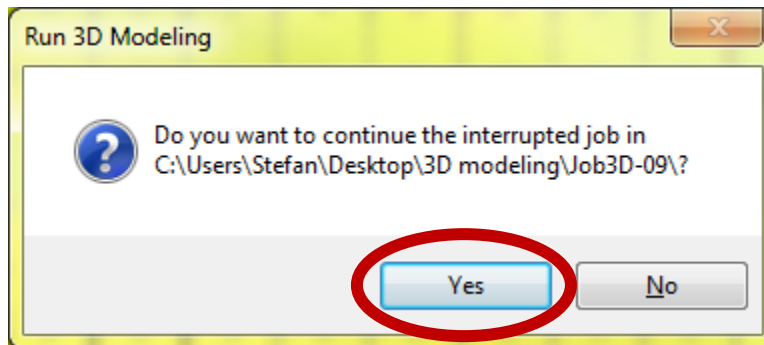 Run 3D Modeling
Do you want to continue the interrupted job in
C:\Users\Stefan\Desktop\3D modeling\Job3D-09\?
Yes
No